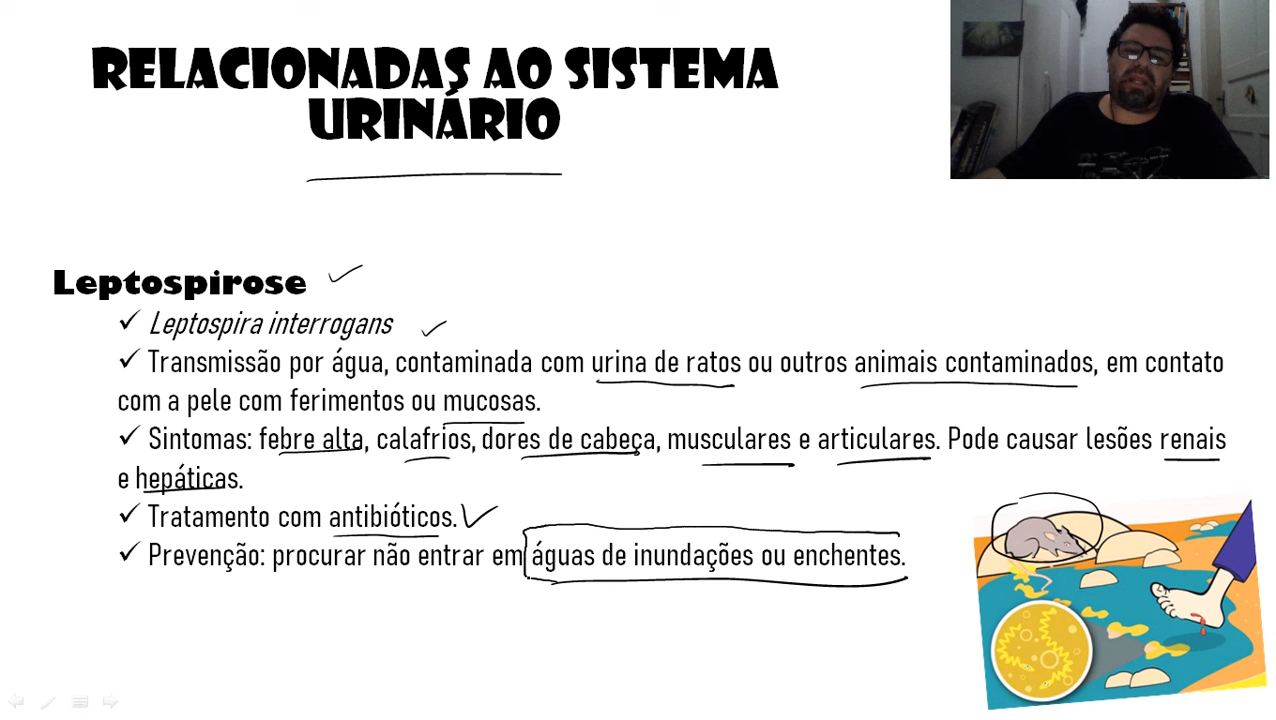 RELACIONADAS AO SISTEMA
URINÁRIO
Leptospirose
✓ Leptospira interrogans
✓ Transmissão por água, contaminada com urina de ratos ou outros animais contaminados, em contato
com a pele com ferimentos ou mucosas.
✓ Sintomas: febre alta, calafrios, dores de cabeça, musculares e articulares. Pode causar lesões renais
e hepáticas.
✓ Tratamento com antibióticos.
✓ Prevenção: procurar não entrar em águas de inundações ou enchentes.